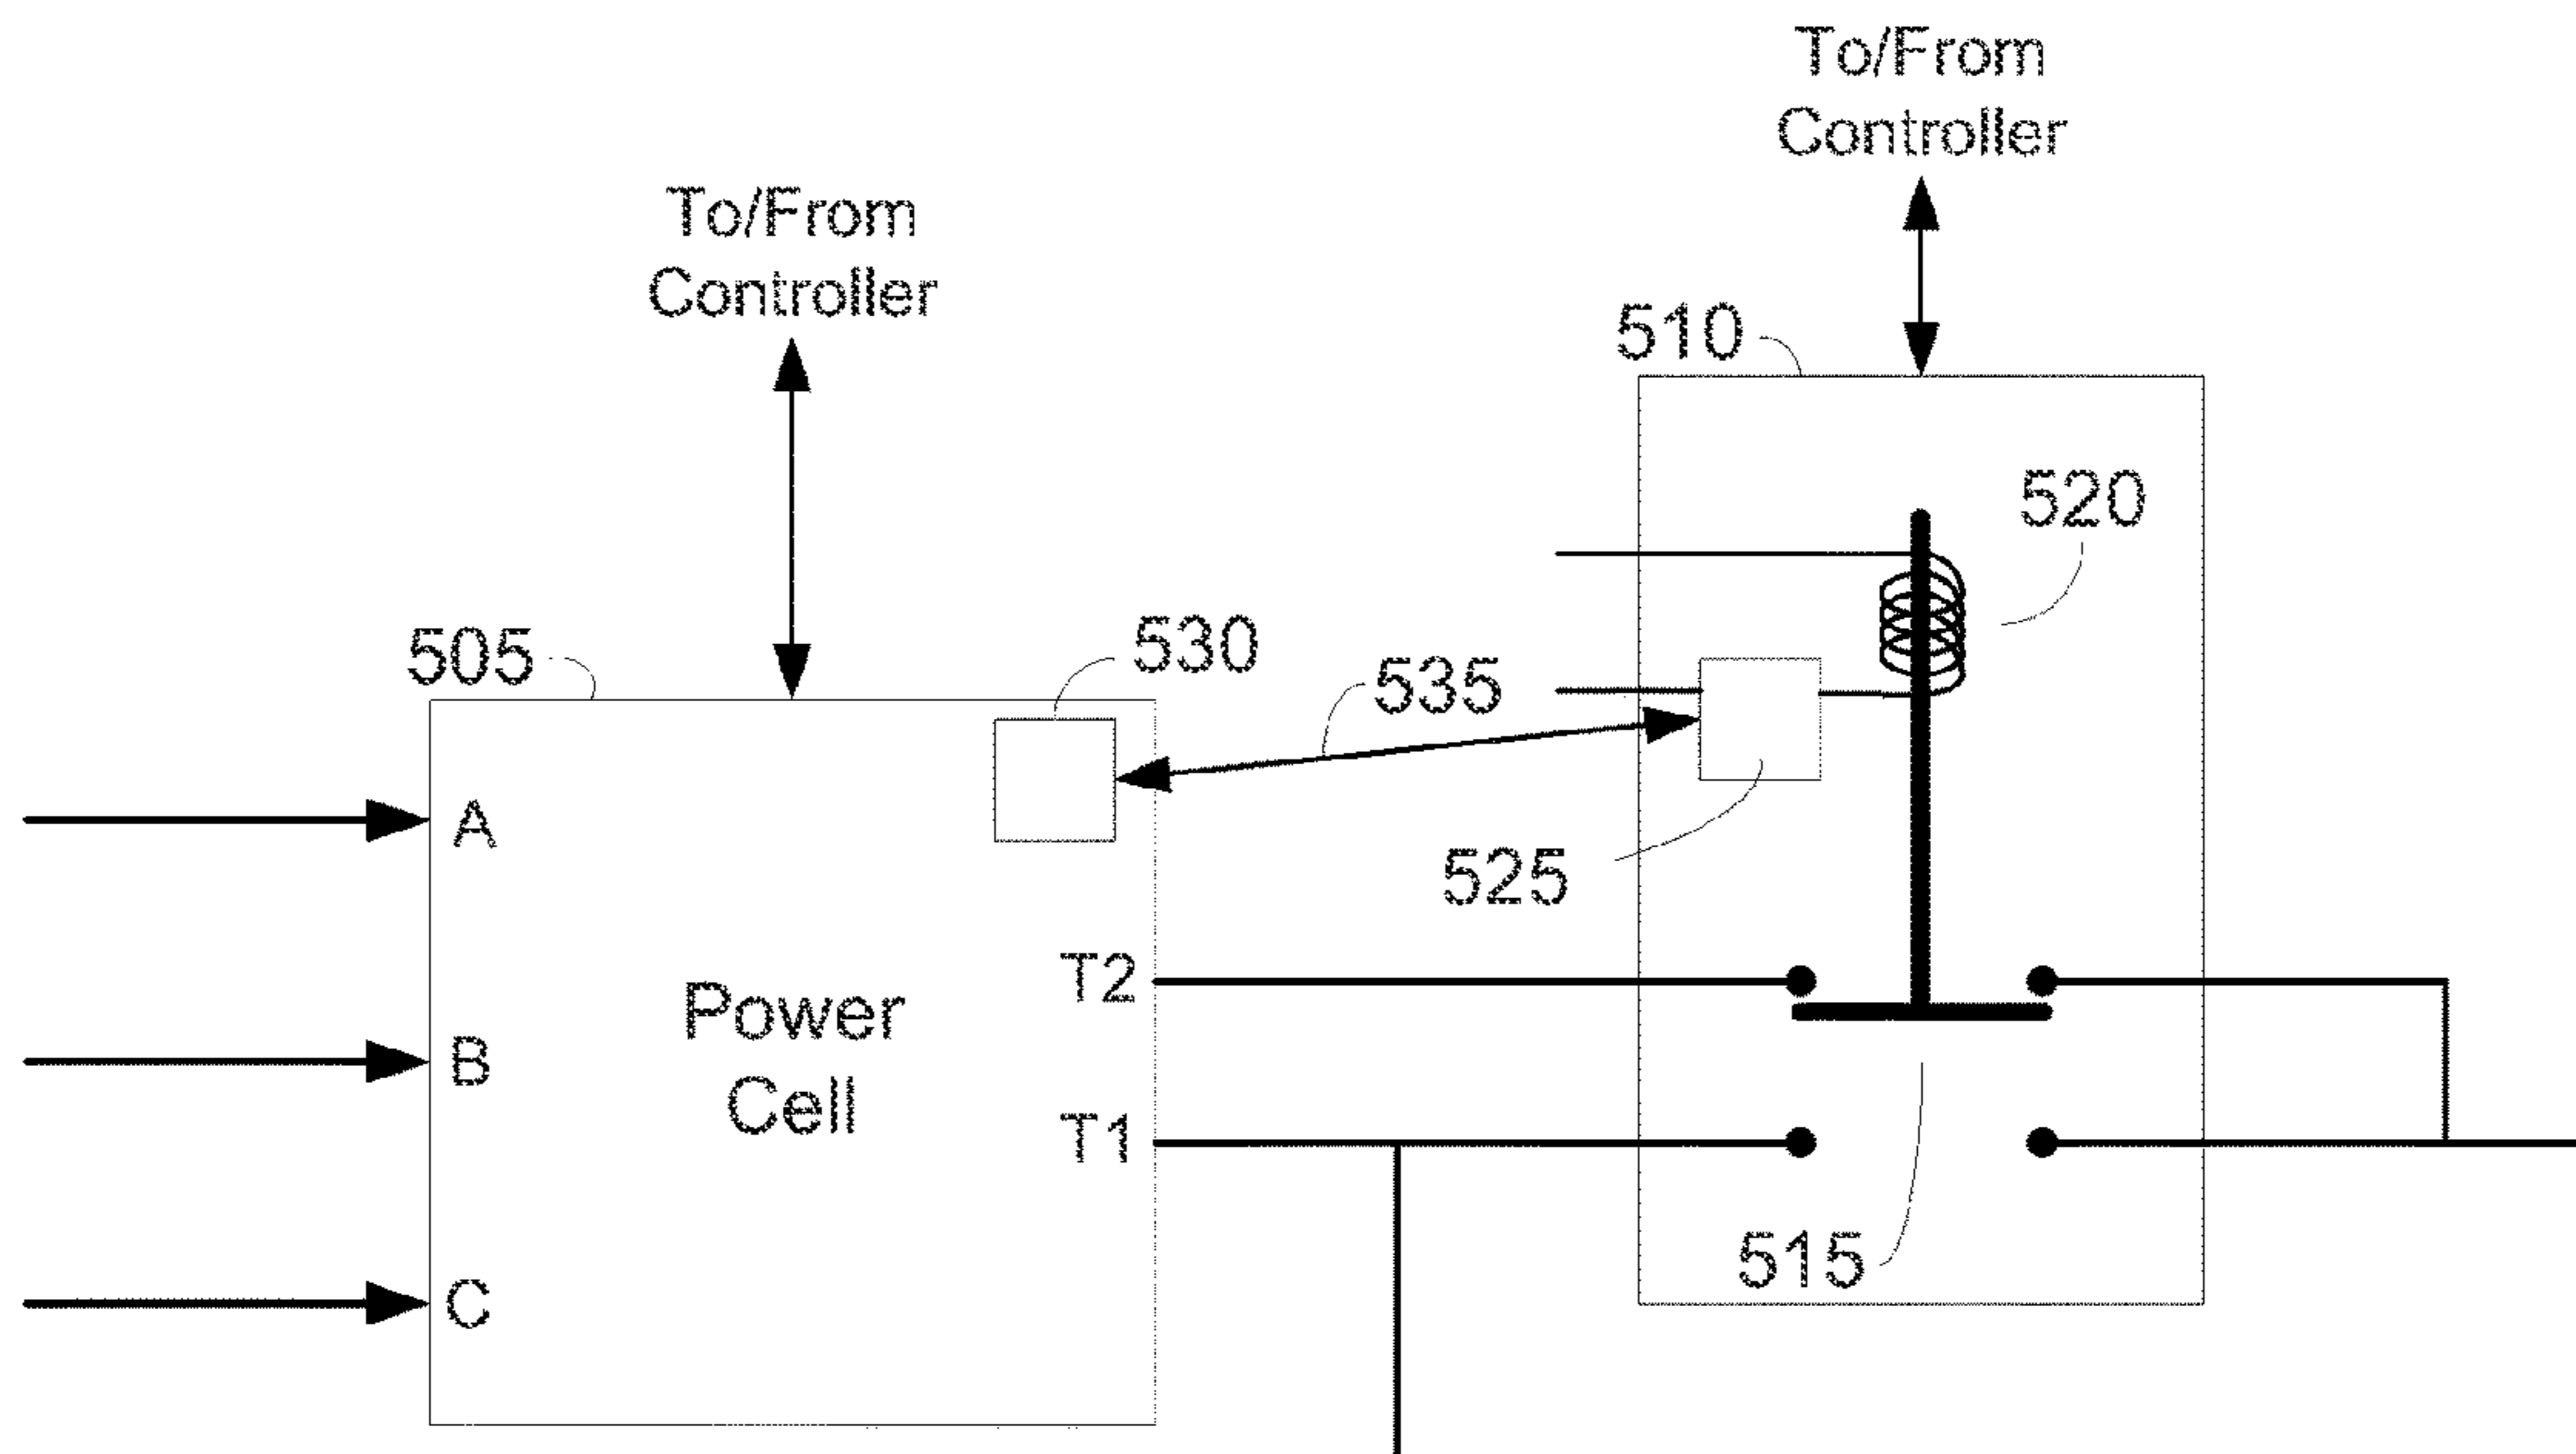 To/From
Controller
To/From
Controller
510
520
505
530
535
A
525
T2
Power
B
Cell
T1
515
C